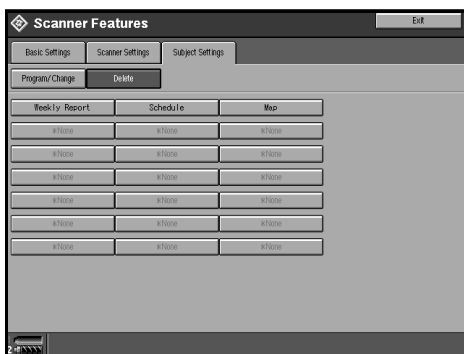 Scanner Features Exit
Basic Settings Scanner Settings Subject Settings
Program/Change Delete
Weekly Report Schedule Map
*None *None *None
*None *None *None
*None *None *None
*None *None *None
*None *None *None
*None *None *None
2